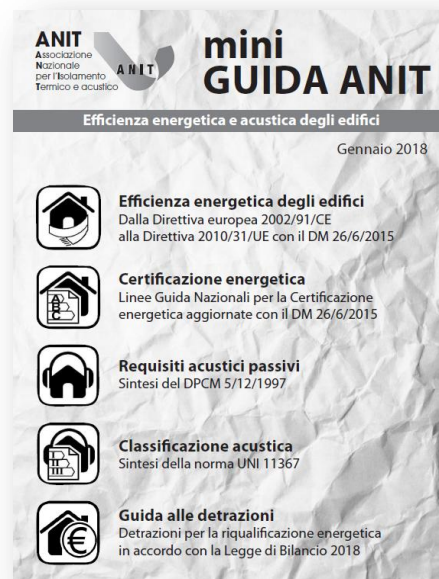 ANIT
Associazione
Nazionale
per l'Isolamento
Termico e acustico
ANIT
mini
GUIDA ANIT
Efficienza energetica e acustica degli edifici
Gennaio 2018
Efficienza energetica degli edifici
Dalla Direttiva europea 2002/91/CE
alla Direttiva 2010/31/UE con il DM 26/6/2015
A
B
C
Certificazione energetica
Linee Guida Nazionali per la Certificazione
energetica aggiornate con il DM 26/6/2015
Requisiti acustici passivi
Sintesi del DPCM 5/12/1997
I
II
III
Classificazione acustica
Sintesi della norma UNI 11367
€
Guida alle detrazioni
Detrazioni per la riqualificazione energetica
in accordo con la Legge di Bilancio 2018